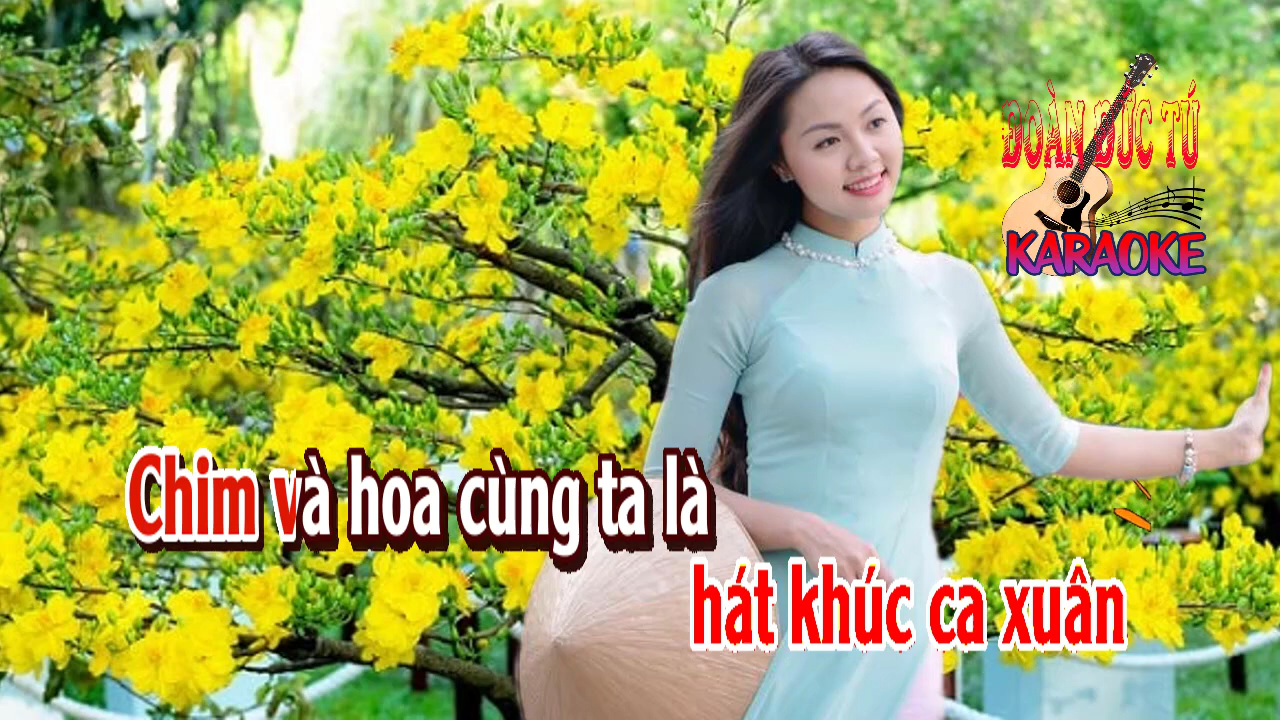 ĐOÀN ĐỨC TÚ
KARAOKE
Chim và hoa cùng ta là
hát khúc ca xuân